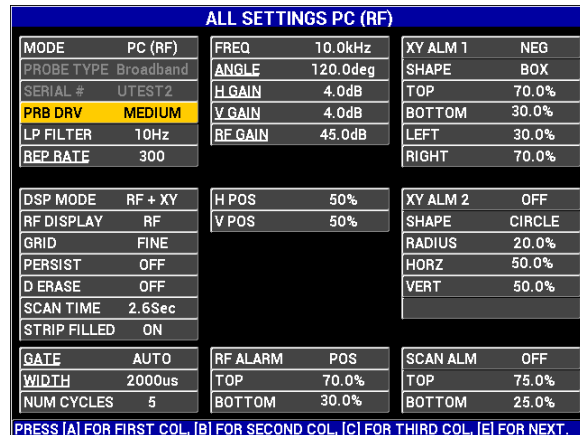 ALL SETTINGS PC (RF)
MODE PC (RF)
PROBE TYPE Broadband
SERIAL # UTEST2
PRB DRV MEDIUM
LP FILTER 10Hz
REP RATE 300
FREQ 10.0kHz
ANGLE 120.0deg
H GAIN 4.0dB
V GAIN 4.0dB
RF GAIN 45.0dB
XY ALM 1 NEG
SHAPE BOX
TOP 70.0%
BOTTOM 30.0%
LEFT 30.0%
RIGHT 70.0%
DSP MODE RF + XY
RF DISPLAY RF
GRID FINE
PERSIST OFF
D ERASE OFF
SCAN TIME 2.6Sec
STRIP FILLED ON
H POS 50%
V POS 50%
XY ALM 2 OFF
SHAPE CIRCLE
RADIUS 20.0%
HORZ 50.0%
VERT 50.0%
GATE AUTO
WIDTH 2000us
NUM CYCLES 5
RF ALARM POS
TOP 70.0%
BOTTOM 30.0%
SCAN ALM OFF
TOP 75.0%
BOTTOM 25.0%
PRESS [A] FOR FIRST COL, [B] FOR SECOND COL, [C] FOR THIRD COL, [E] FOR NEXT.